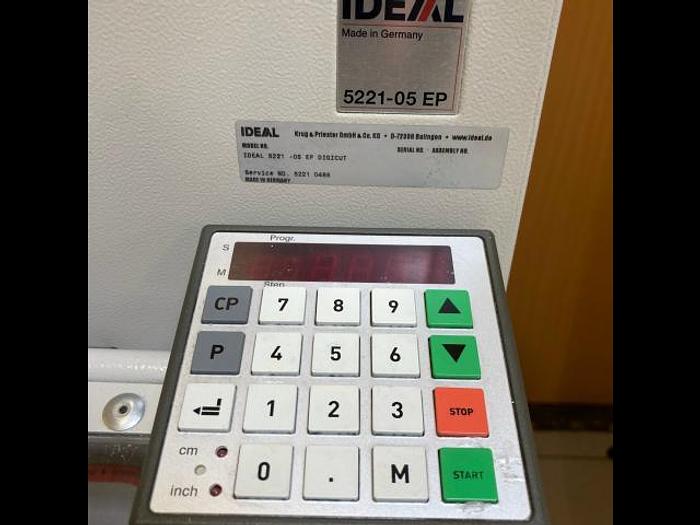 IDEAL
Made in Germany
5221-05 EP
IDEAL Krug & Priester GmbH & Co. KG • D-72336 Balingen • www.ideal.de
MODEL NO. SERIAL NO. - ASSEMBLY NO.
IDEAL 5221 -05 EP DIGICUT
Service NO. 5221 0486
MADE IN GERMANY
Progr.
S
M
Step
CP 7 8 9
P 4 5 6
1 2 3 STOP
cm
0 . M START
inch